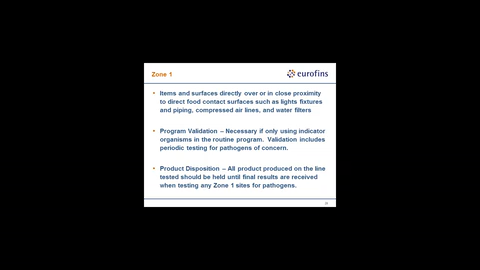 Zone 1
eurofins
• Items and surfaces directly over or in close proximity
to direct food contact surfaces such as lights fixtures
and piping, compressed air lines, and water filters
• Program Validation – Necessary if only using indicator
organisms in the routine program. Validation includes
periodic testing for pathogens of concern.
• Product Disposition – All product produced on the line
tested should be held until final results are received
when testing any Zone 1 sites for pathogens.